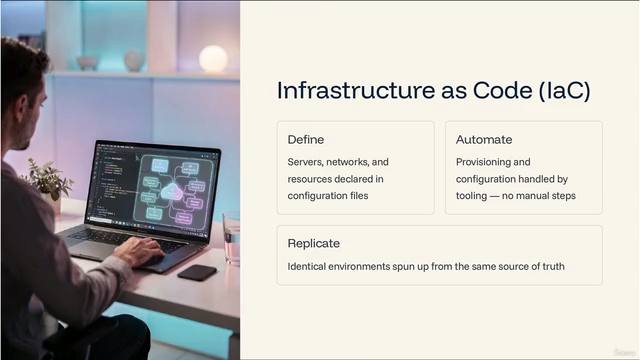 Infrastructure as Code (IaC)
Define
Servers, networks, and
resources declared in
configuration files
Automate
Provisioning and
configuration handled by
tooling — no manual steps
Replicate
Identical environments spun up from the same source of truth